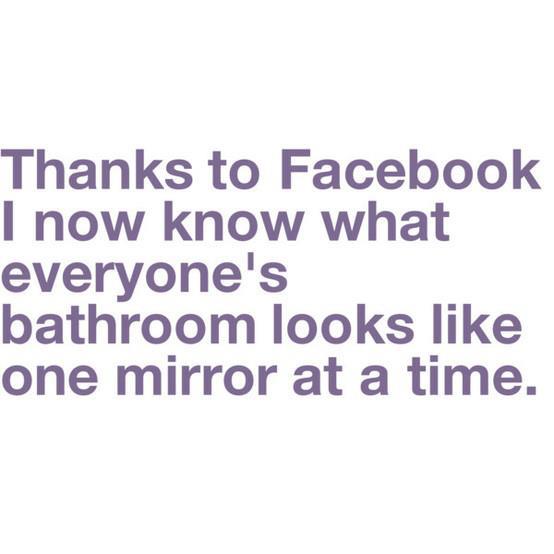 Thanks to Facebook
I now know what
everyone's
bathroom looks like
one mirror at a time.